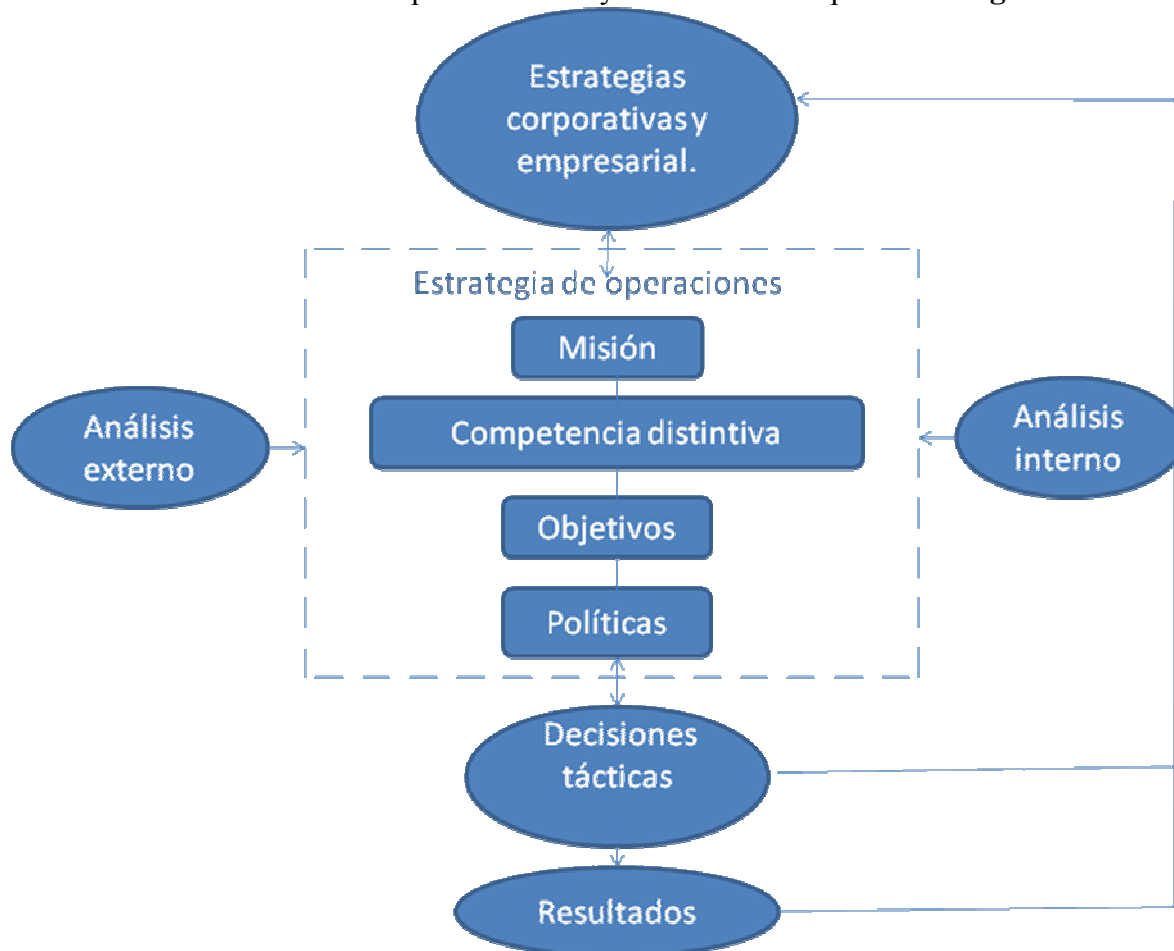 Estrategias
corporativas y
empresarial.
Estrategia de operaciones
Misión
Competencia distintiva
Análisis
externo
Análisis
interno
Objetivos
Políticas
Decisiones
tácticas
Resultados